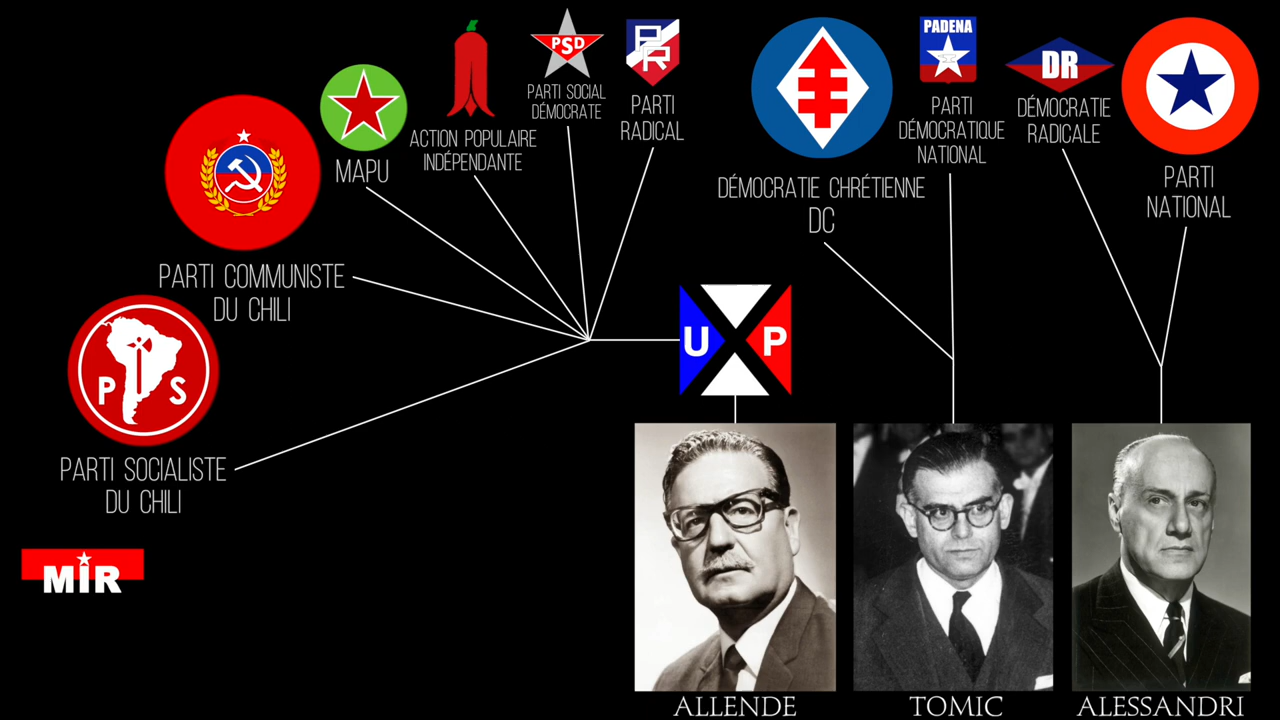 PARTI COMMUNISTE
DU CHILI
P S
PARTI SOCIALISTE
DU CHILI
MIR
MAPU
ACTION POPULAIRE
INDÉPENDANTE
PSD
PARTI SOCIAL
DÉMOCRATE
PR
PARTI
RADICAL
U P
DÉMOCRATIE CHRÉTIENNE
DC
PADENA
PARTI
DÉMOCRATIQUE
NATIONAL
DR
DÉMOCRATIE
RADICALE
PARTI
NATIONAL
ALLENDE
TOMIC
ALESSANDRI